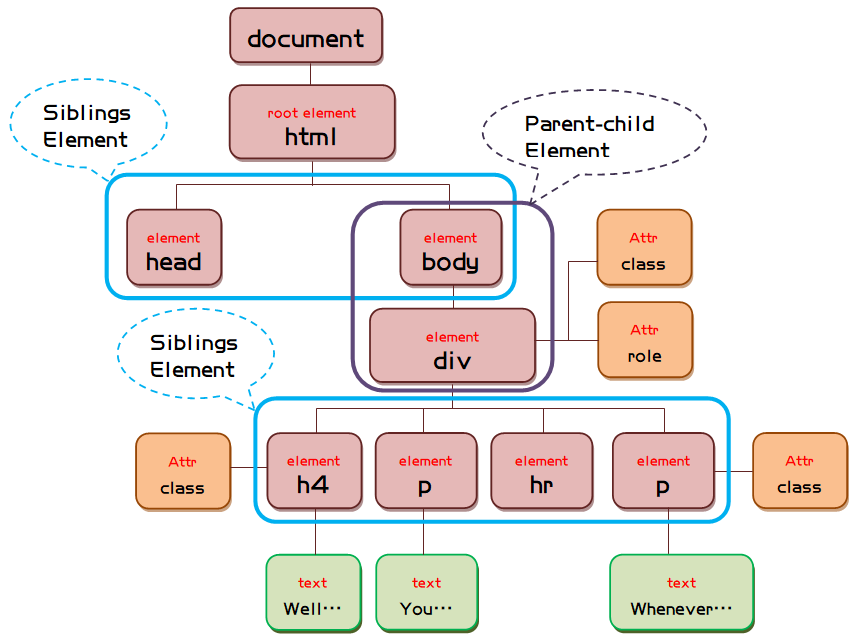 document
root element
html
Siblings
Element
Parent-child
Element
element
head
element
body
Attr
class
element
div
Attr
role
Siblings
Element
Attr
class
element
h4
element
p
element
hr
element
p
Attr
class
text
Well···
text
You···
text
Whenever···